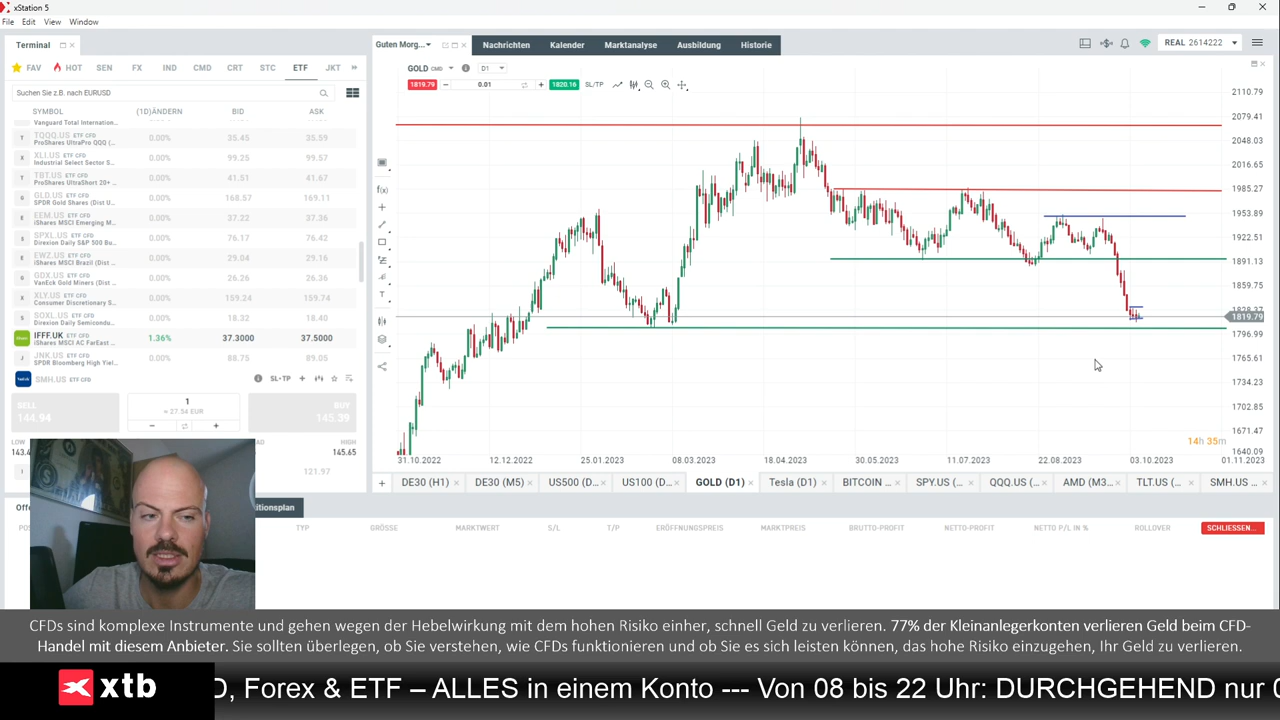 xStation 5
File Edit View Window
Terminal
FAV HOT SEN FX IND CMD CRT STC ETF JKT
Suchen Sie z.B. nach EURUSD
SYMBOL (1D)ÄNDERN BID ASK
Vanguard Total Internation...
TQQQ.US ETF CFD 0.00% 35.45 35.59
ProShares UltraPro QQQ (...
XLI.US ETF CFD 0.00% 99.25 99.57
Industrial Select Sector S...
TBT.US ETF CFD 0.00% 41.51 41.67
ProShares UltraShort 20+ ...
GLD.US ETF CFD 0.00% 168.57 169.11
SPDR Gold Shares (Dist U...
EEM.US ETF CFD 0.00% 37.22 37.36
iShares MSCI Emerging M...
SPXL.US ETF CFD 0.00% 76.17 76.42
Direxion Daily S&P 500 Bu...
EWZ.US ETF CFD 0.00% 29.04 29.16
iShares MSCI Brazil (Dist ...
GDX.US ETF CFD 0.00% 26.26 26.36
VanEck Gold Miners (Dist ...
XLY.US ETF CFD 0.00% 159.24 159.74
Consumer Discretionary S...
SOXL.US ETF CFD 0.00% 18.32 18.40
Direxion Daily Semicondu...
IFFF.UK ETF CFD 1.36% 37.3000 37.5000
iShares MSCI AC FarEast ...
JNK.US ETF CFD 0.00% 88.75 89.05
SPDR Bloomberg High Yiel...
SMH.US ETF CFD SL+TP
SELL 1 BUY
144.94 ≈ 27.54 EUR 145.39
LOW HIGH
143.4 145.65
121.97
Guten Morg... Nachrichten Kalender Marktanalyse Ausbildung Historie
REAL 2614222
GOLD CMD D1
1819.79 0.01 1820.16 SL/TP
2110.79
2079.41
2048.03
2016.65
1985.27
1953.89
1922.51
1891.13
1859.75
1819.79
1796.99
1765.61
1734.23
1702.85
1671.47
1640.09
14h 35m
31.10.2022 12.12.2022 25.01.2023 08.03.2023 18.04.2023 30.05.2023 11.07.2023 22.08.2023 03.10.2023 01.11.2023
DE30 (H1) DE30 (M5) US500 (D... US100 (D... GOLD (D1) Tesla (D1) BITCOIN ... SPY.US (... QQQ.US (... AMD (M3... TLT.US (... SMH.US ...
itionsplan
TYP GRÖSSE MARKTWERT S/L T/P ERÖFFNUNGSPREIS MARKTPREIS BRUTTO-PROFIT NETTO-PROFIT NETTO P/L IN % ROLLOVER SCHLIESSEN...
CFDs sind komplexe Instrumente und gehen wegen der Hebelwirkung mit dem hohen Risiko einher, schnell Geld zu verlieren. 77% der Kleinanlegerkonten verlieren Geld beim CFD-
Handel mit diesem Anbieter. Sie sollten überlegen, ob Sie verstehen, wie CFDs funktionieren und ob Sie es sich leisten können, das hohe Risiko einzugehen, Ihr Geld zu verlieren.
xtb D, Forex & ETF – ALLES in einem Konto --- Von 08 bis 22 Uhr: DURCHGEHEND nur